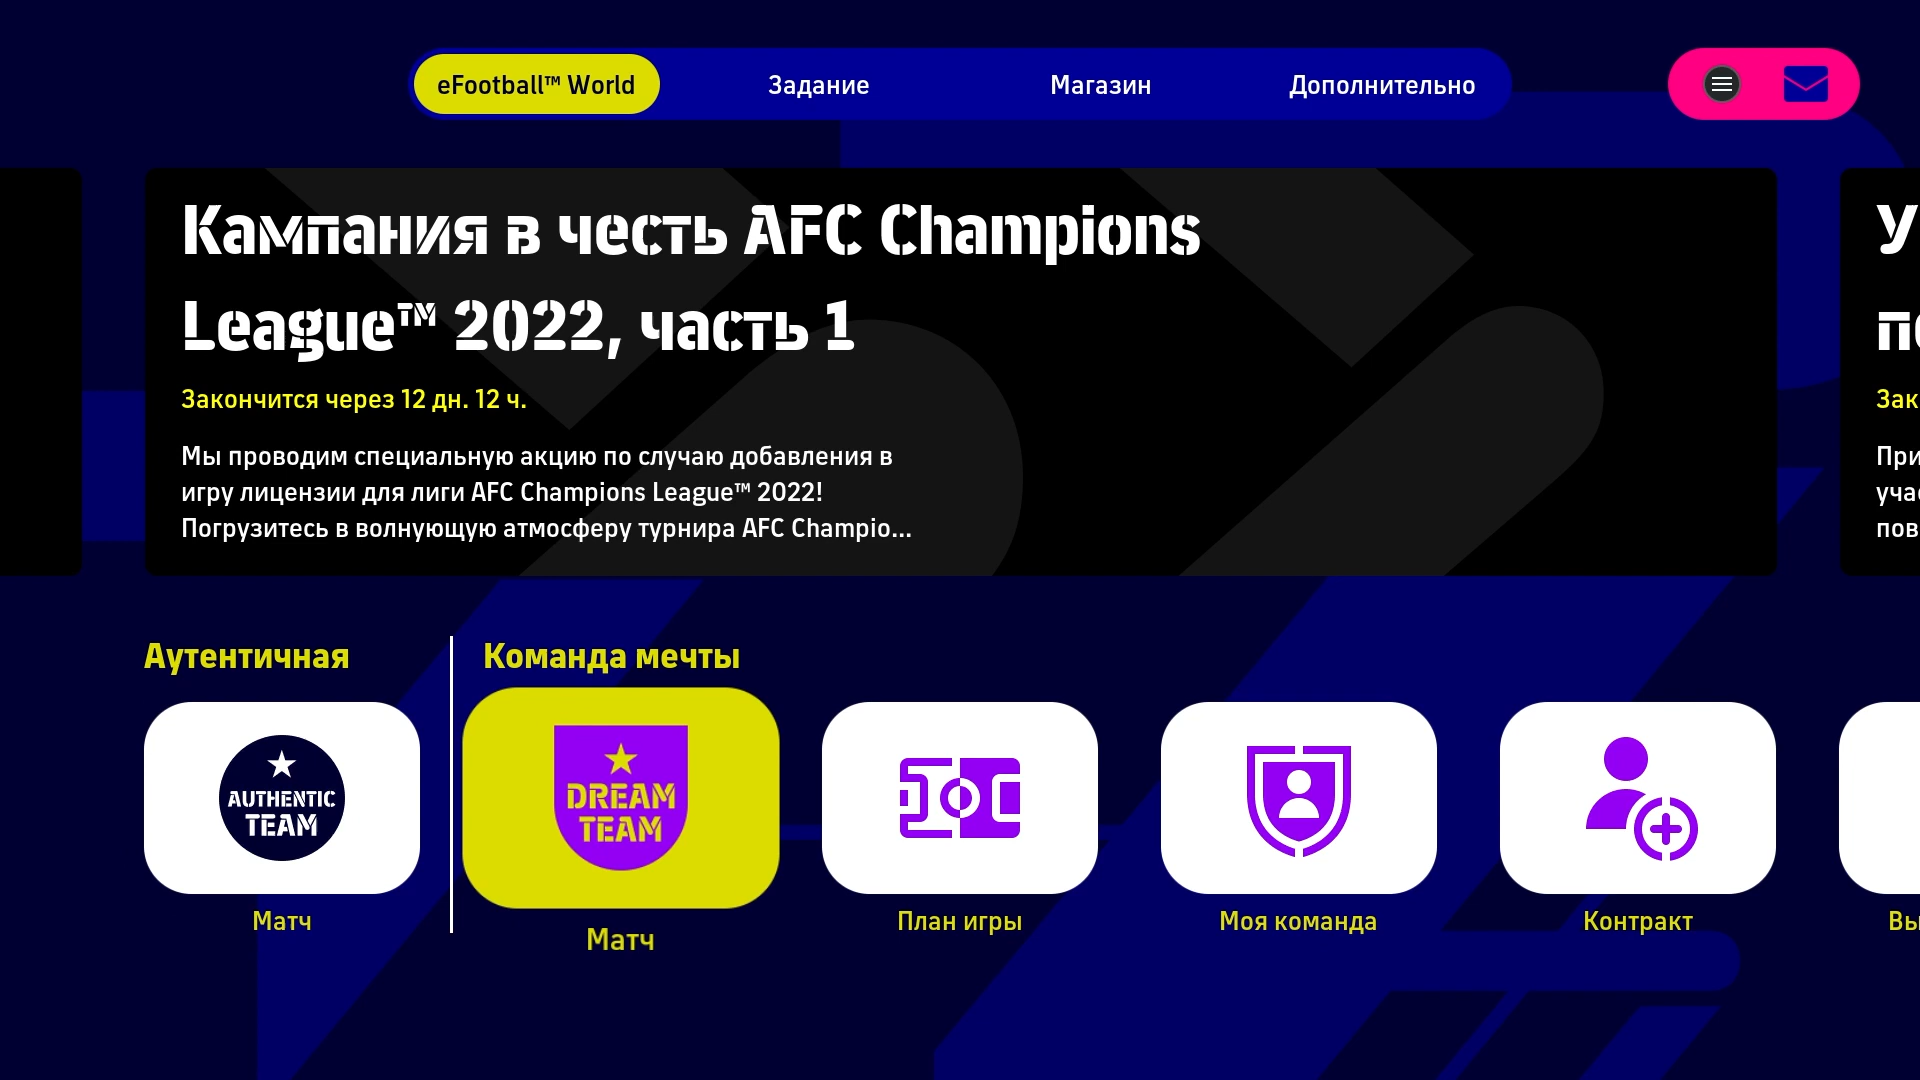 eFootball™ World
Задание
Магазин
Дополнительно
Кампания в честь AFC Champions
League™ 2022, часть 1
Закончится через 12 дн. 12 ч.
Мы проводим специальную акцию по случаю добавления в
игру лицензии для лиги AFC Champions League™ 2022!
Погрузитесь в волнующую атмосферу турнира AFC Champio...
Аутентичная
Команда мечты
AUTHENTIC
TEAM
DREAM
TEAM
Матч
Матч
План игры
Моя команда
Контракт